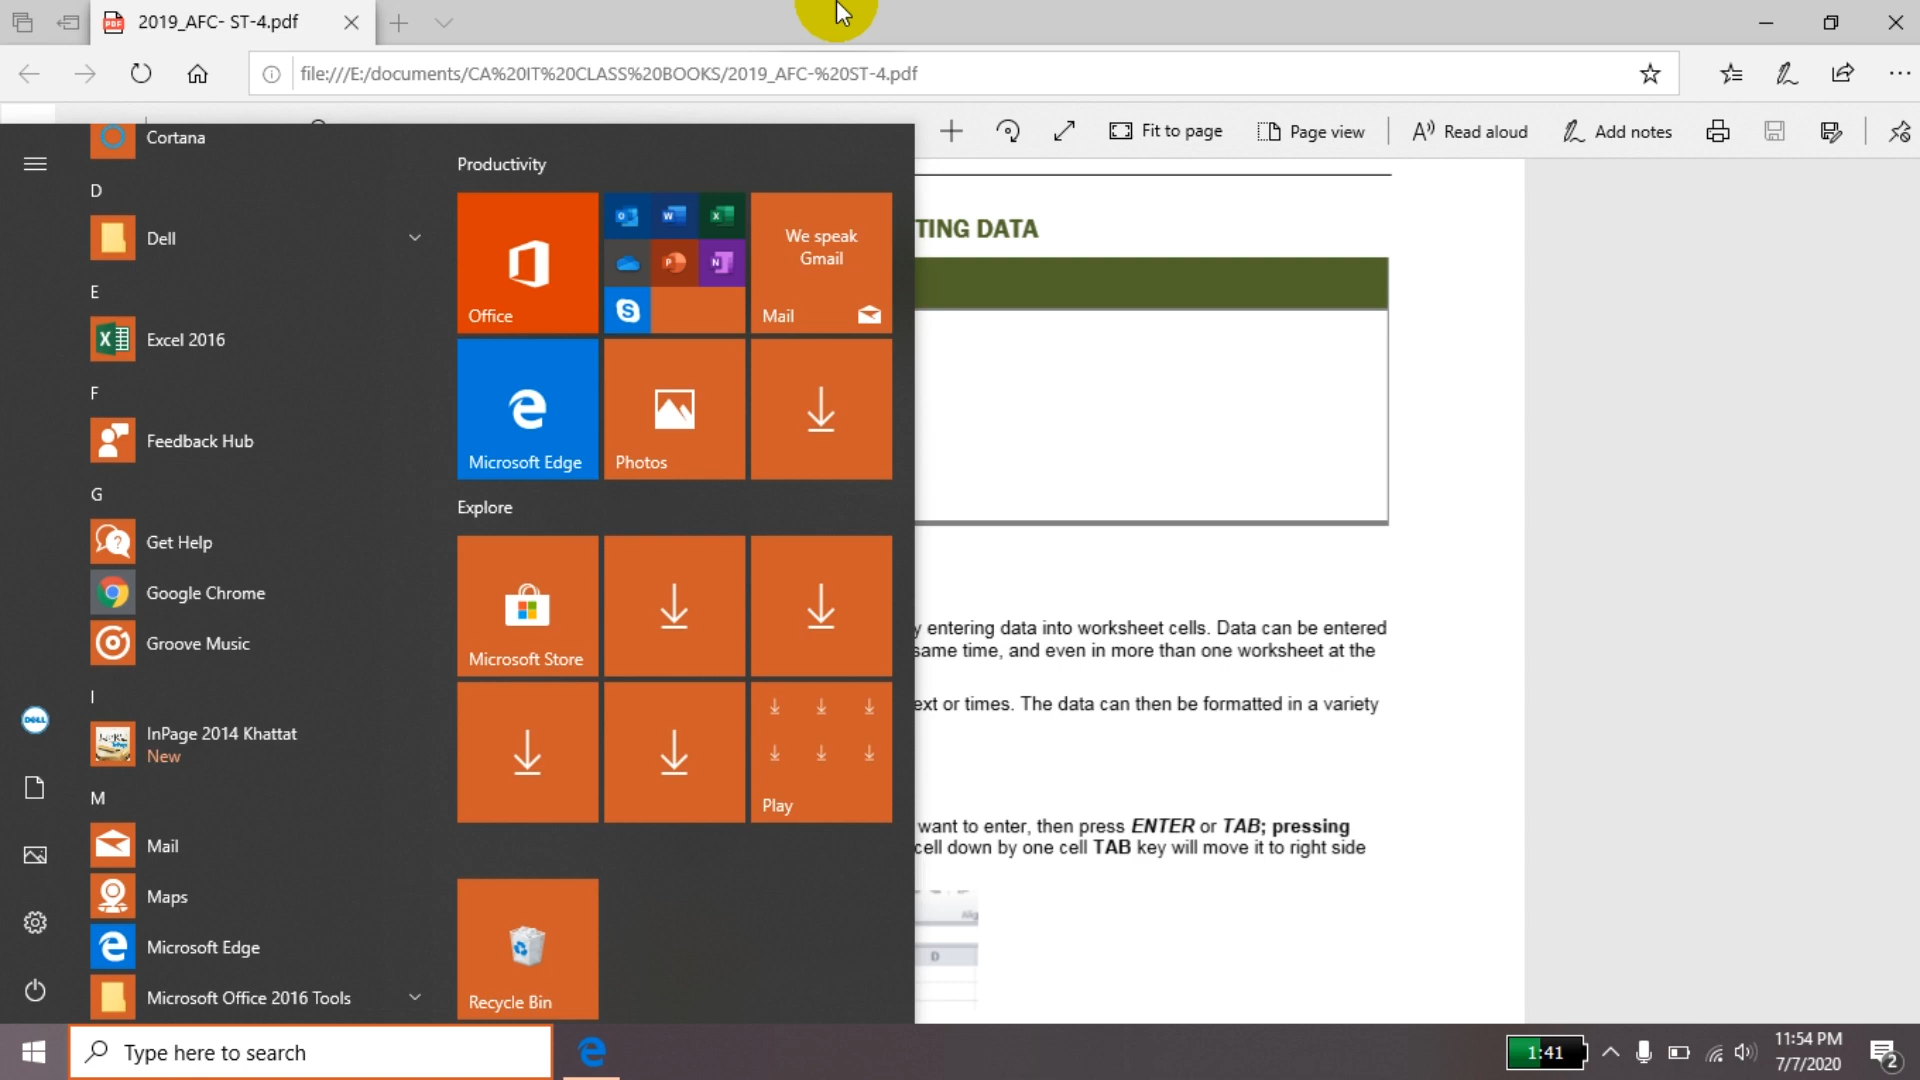 2019_AFC- ST-4.pdf
file:///E:/documents/CA%20IT%20CLASS%20BOOKS/2019_AFC-%20ST-4.pdf
Fit to page
Page view
Read aloud
Add notes
Cortana
D
Dell
E
Excel 2016
F
Feedback Hub
G
Get Help
Google Chrome
Groove Music
I
InPage 2014 Khattat
New
M
Mail
Maps
Microsoft Edge
Microsoft Office 2016 Tools
Productivity
Office
We speak
Gmail
Mail
Microsoft Edge
Photos
Explore
Microsoft Store
Play
Recycle Bin
TING DATA
y entering data into worksheet cells. Data can be entered
same time, and even in more than one worksheet at the
ext or times. The data can then be formatted in a variety
want to enter, then press ENTER or TAB; pressing
cell down by one cell TAB key will move it to right side
D
Type here to search
1:41
11:54 PM
7/7/2020
2